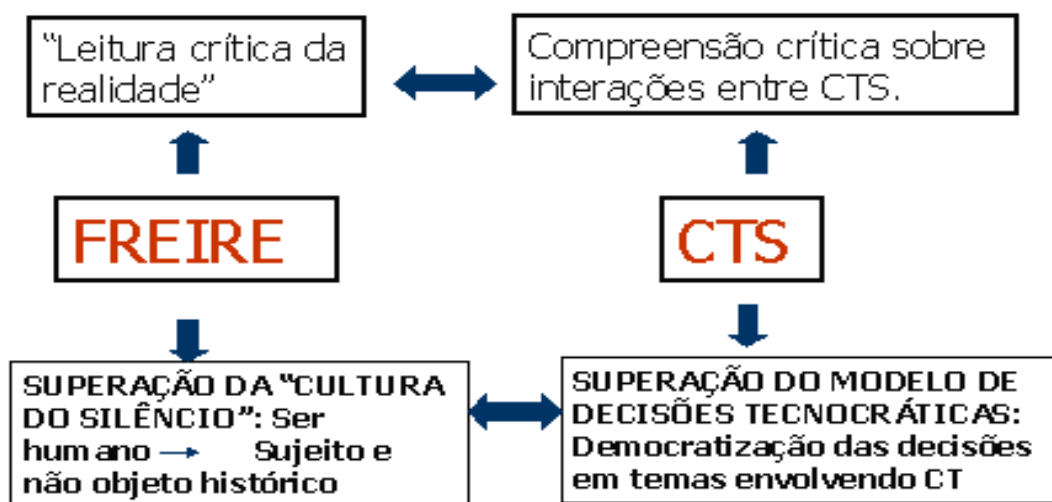 “Leitura crítica da
realidade”
Compreensão crítica sobre
interações entre CTS.
FREIRE
CTS
SUPERAÇÃO DA “CULTURA
DO SILÊNCIO”: Ser
humano → Sujeito e
não objeto histórico
SUPERAÇÃO DO MODELO DE
DECISÕES TECNOCRÁTICAS:
Democratização das decisões
em temas envolvendo CT